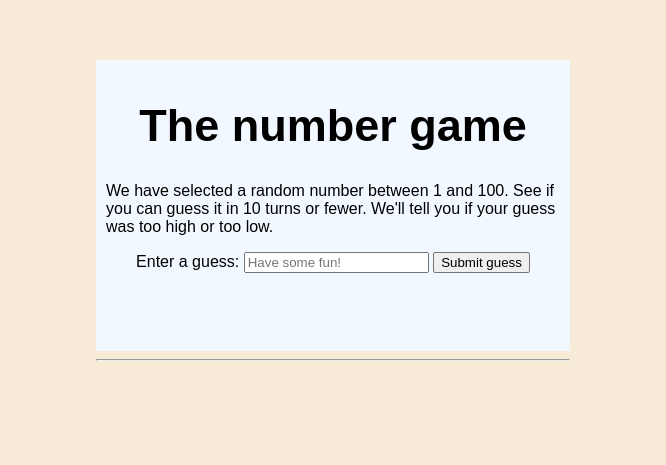 The number game
We have selected a random number between 1 and 100. See if
you can guess it in 10 turns or fewer. We'll tell you if your guess
was too high or too low.
Enter a guess: Have some fun! Submit guess